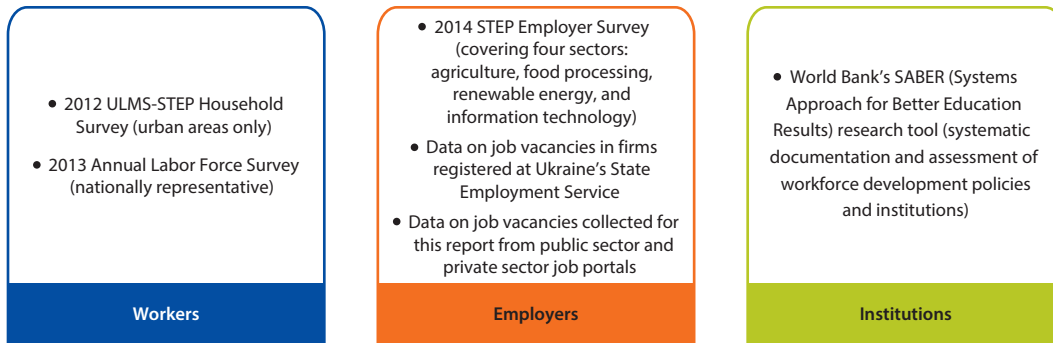 • 2012 ULMS-STEP Household
Survey (urban areas only)
• 2013 Annual Labor Force Survey
(nationally representative)
Workers
• 2014 STEP Employer Survey
(covering four sectors:
agriculture, food processing,
renewable energy, and
information technology)
• Data on job vacancies in firms
registered at Ukraine’s State
Employment Service
• Data on job vacancies collected for
this report from public sector and
private sector job portals
Employers
• World Bank’s SABER (Systems
Approach for Better Education
Results) research tool (systematic
documentation and assessment of
workforce development policies
and institutions)
Institutions